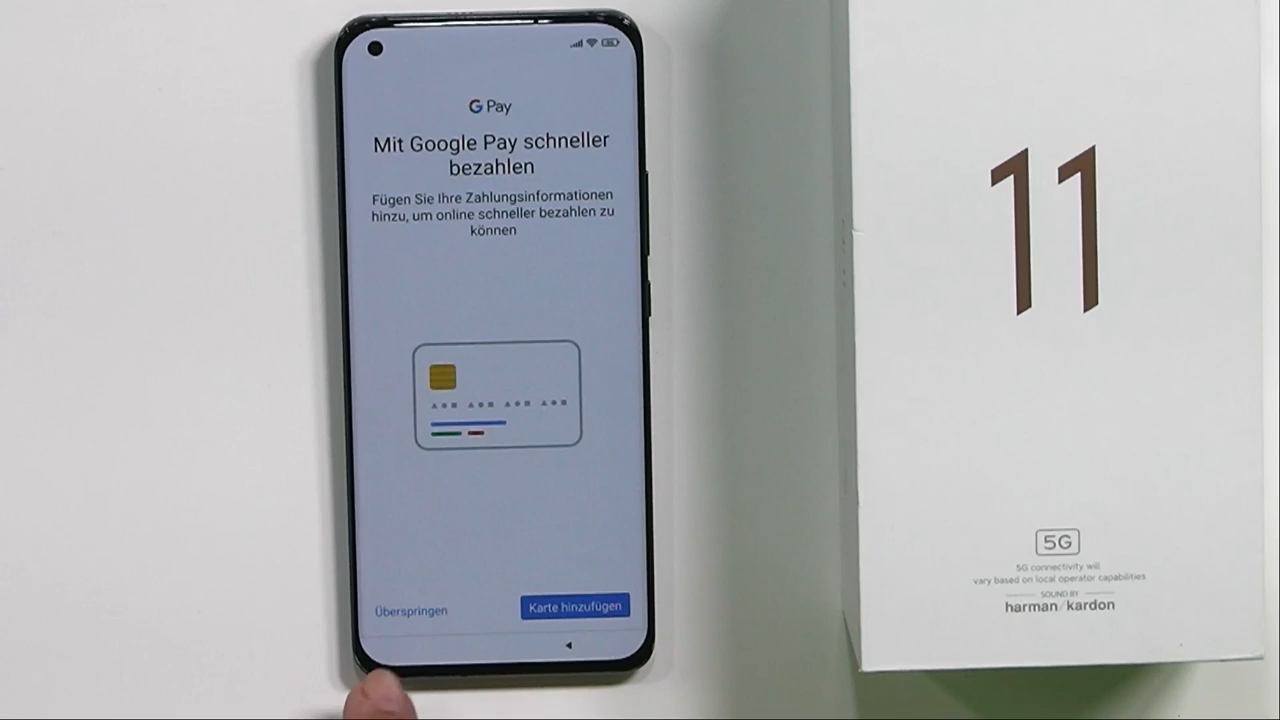 G Pay
Mit Google Pay schneller
bezahlen
Fügen Sie Ihre Zahlungsinformationen
hinzu, um online schneller bezahlen zu
können
Überspringen
Karte hinzufügen
11
5G
5G connectivity will
vary based on local operator capabilities
SOUND BY
harman/kardon